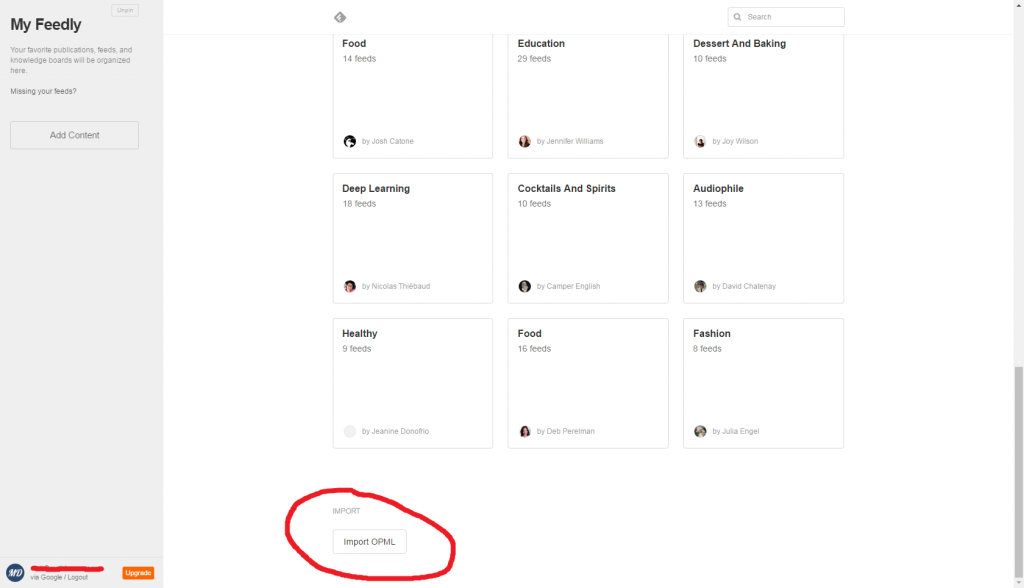 Unpin
My Feedly
Your favorite publications, feeds, and
knowledge boards will be organized
here.
Missing your feeds?
Add Content
via Google / Logout
Upgrade
Search
Food
14 feeds
by Josh Catone
Education
29 feeds
by Jennifer Williams
Dessert And Baking
10 feeds
by Joy Wilson
Deep Learning
18 feeds
by Nicolas Thiébaud
Cocktails And Spirits
10 feeds
by Camper English
Audiophile
13 feeds
by David Chatenay
Healthy
9 feeds
by Jeanine Donofrio
Food
16 feeds
by Deb Perelman
Fashion
8 feeds
by Julia Engel
IMPORT
Import OPML